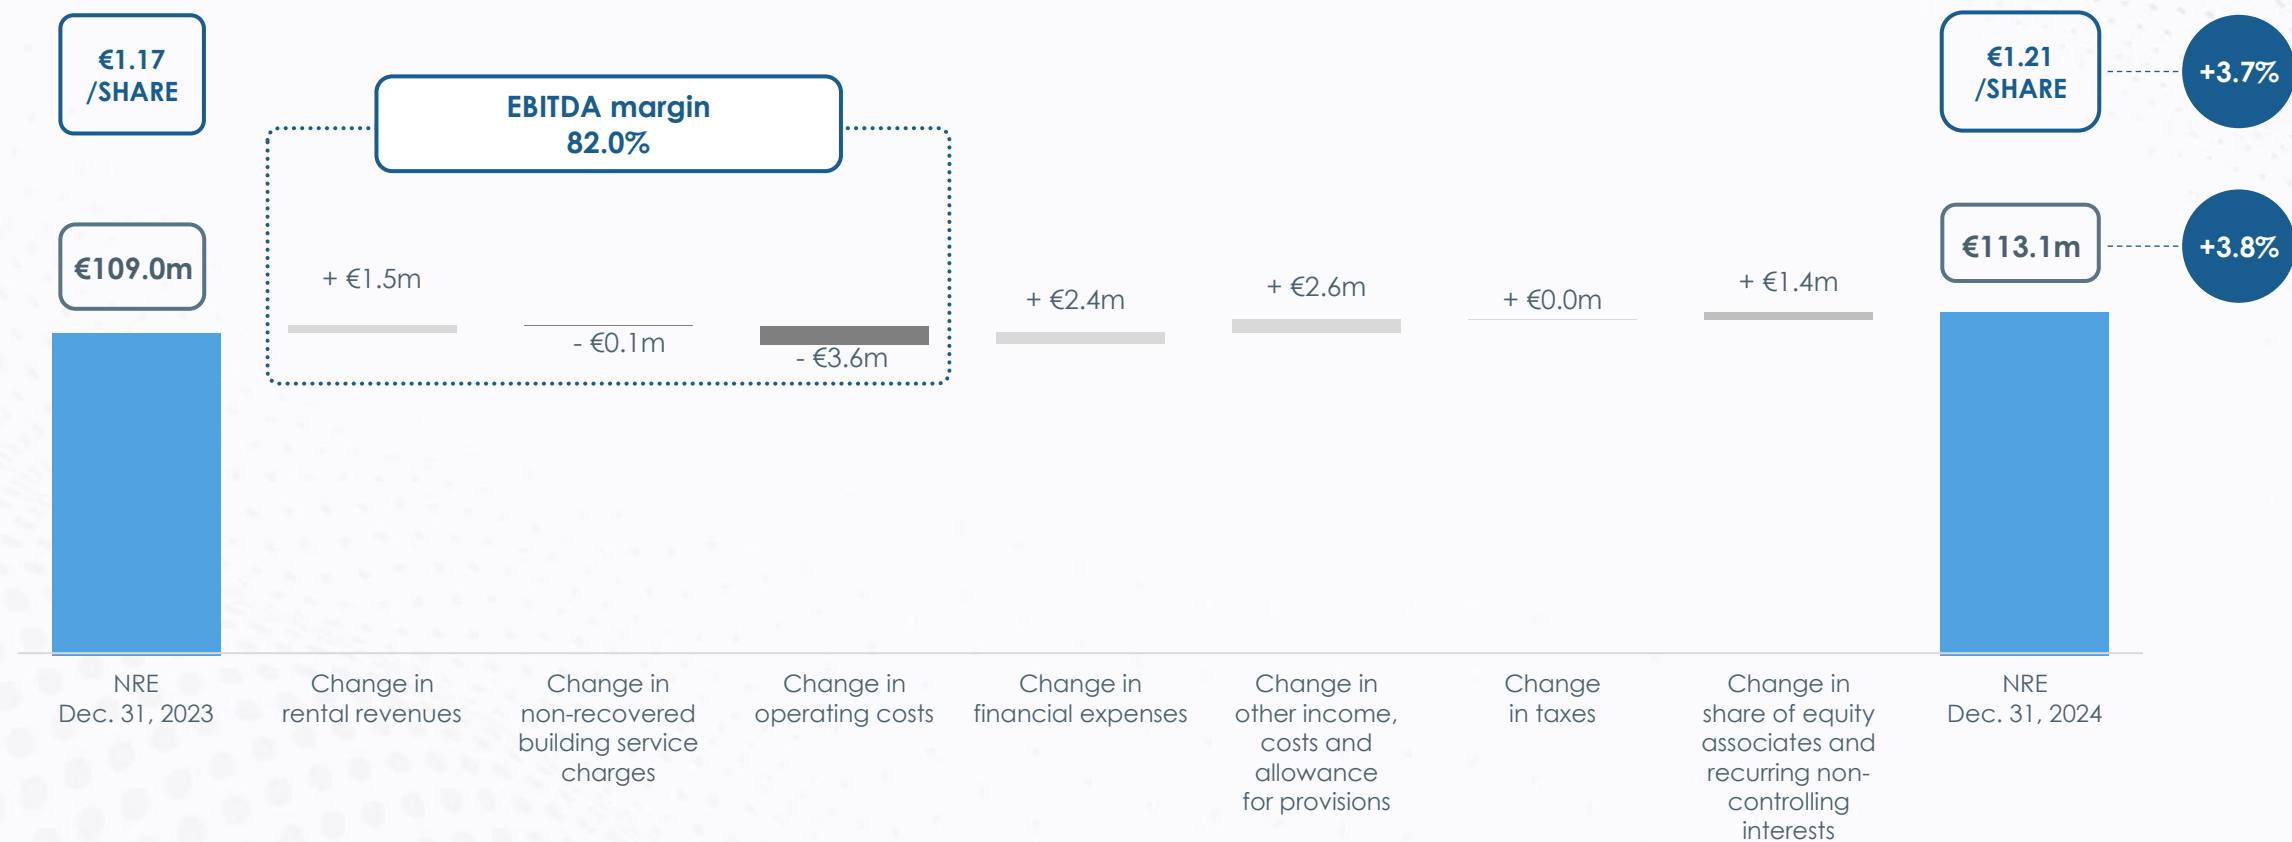 €1.17
/SHARE
EBITDA margin
82.0%
€1.21
/SHARE
+3.7%
€109.0m
+ €1.5m
- €0.1m
- €3.6m
+ €2.4m
+ €2.6m
+ €0.0m
+ €1.4m
€113.1m
+3.8%
NRE
Dec. 31, 2023
Change in
rental revenues
Change in
non-recovered
building service
charges
Change in
operating costs
Change in
financial expenses
Change in
other income,
costs and
allowance
for provisions
Change
in taxes
Change in
share of equity
associates and
recurring non-
controlling
interests
NRE
Dec. 31, 2024